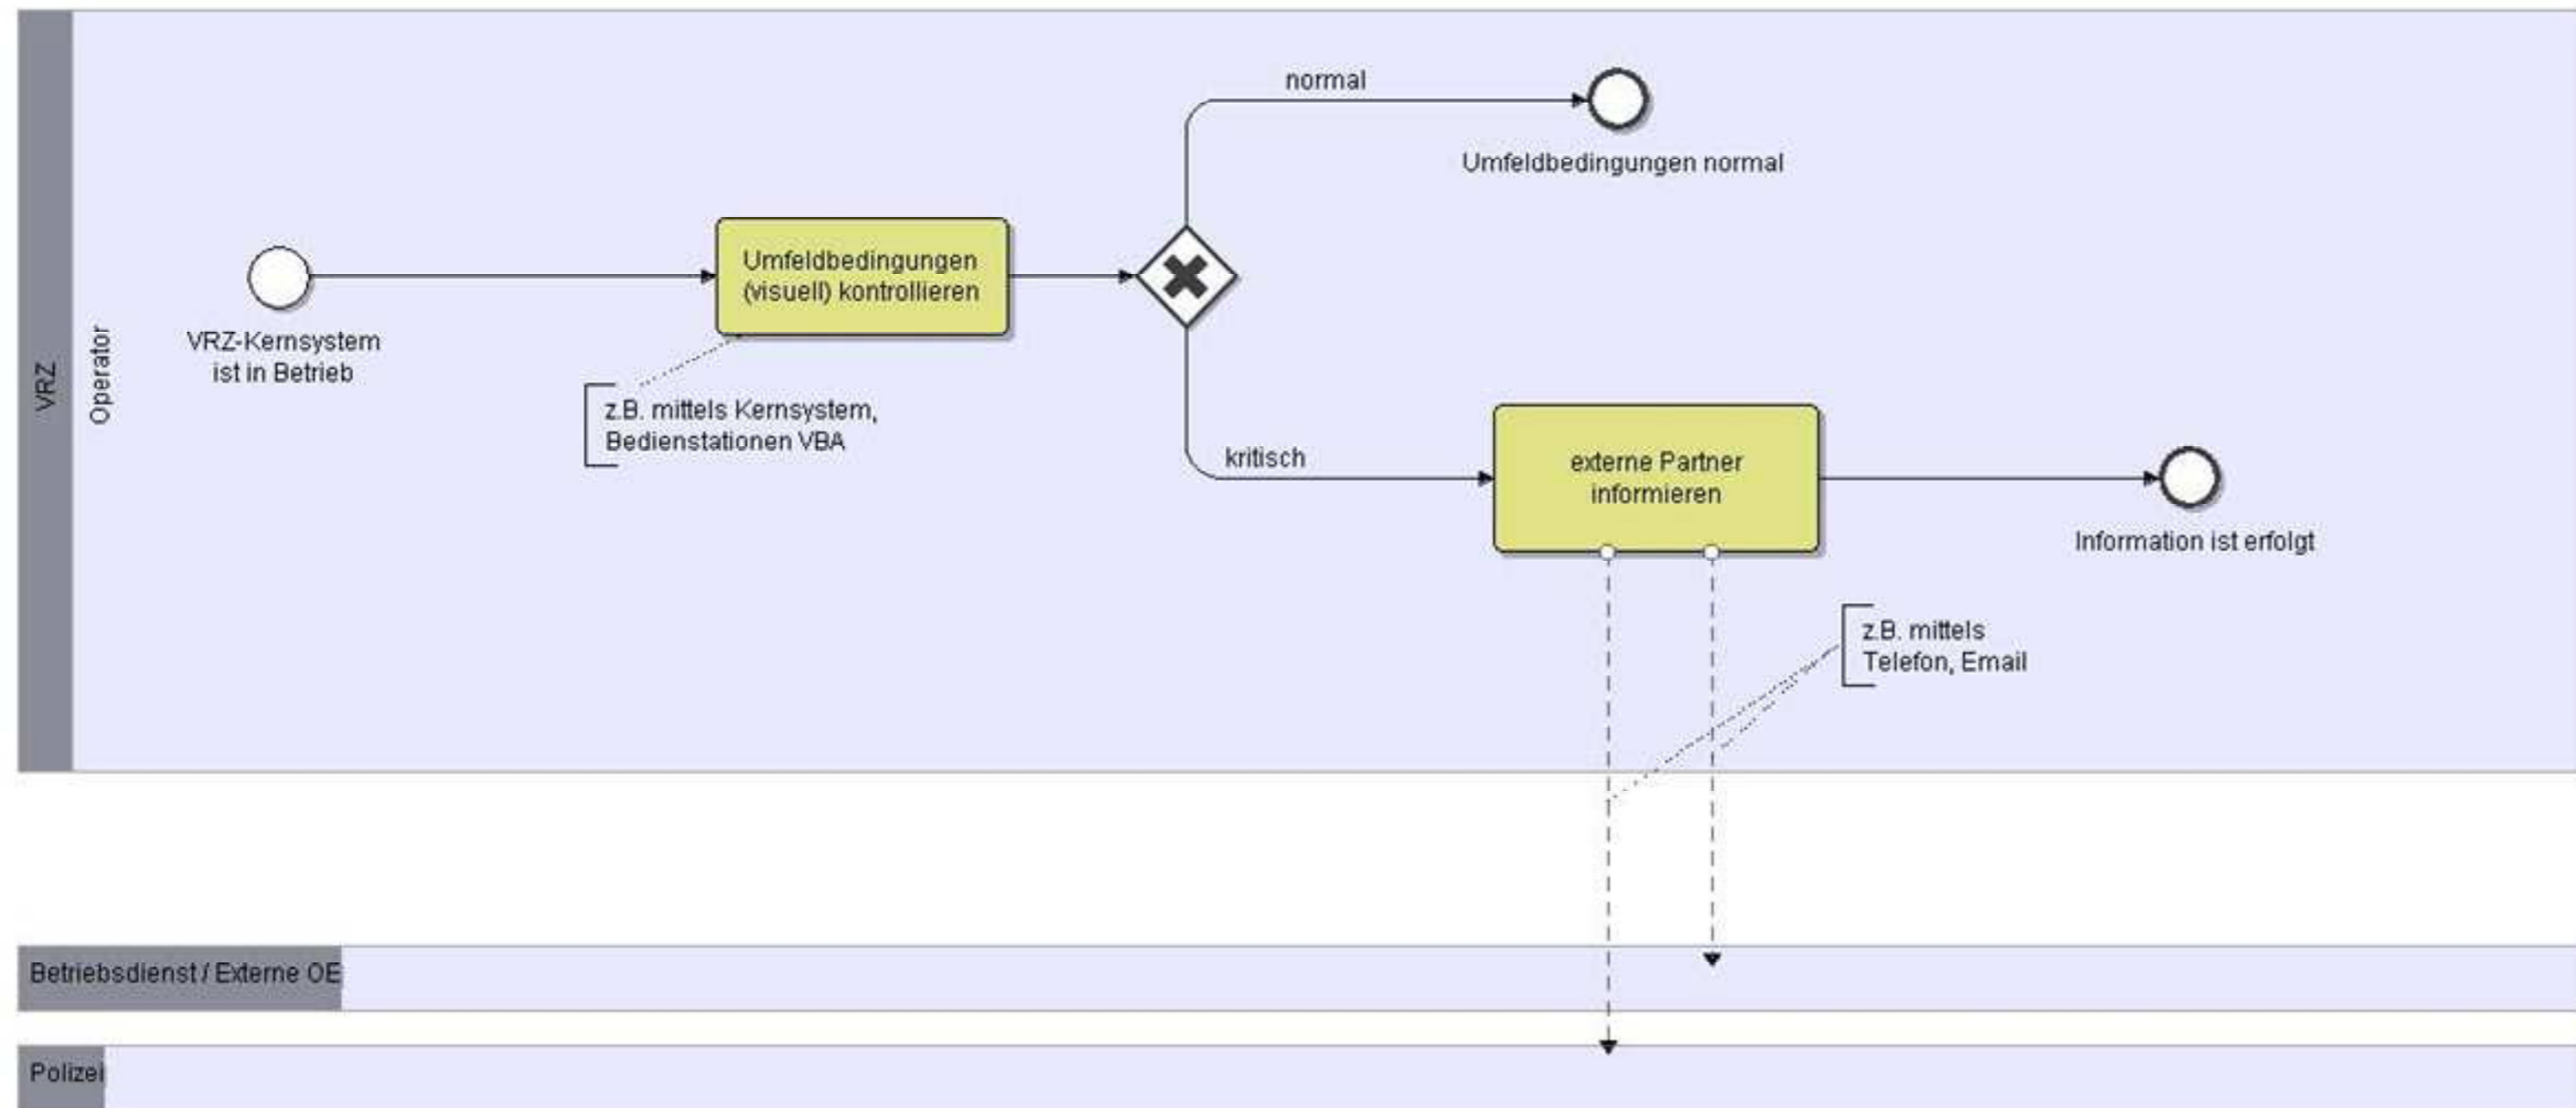 normal
Umfeldbedingungen normal
Umfeldbedingungen
(visuell) kontrollieren
VRZ-Kernsystem
ist in Betrieb
VRZ
Operator
z.B. mittels Kernsystem,
Bedienstationen VBA
kritisch
externe Partner
informieren
Information ist erfolgt
z.B. mittels
Telefon, Email
Betriebsdienst / Externe OE
Polizei